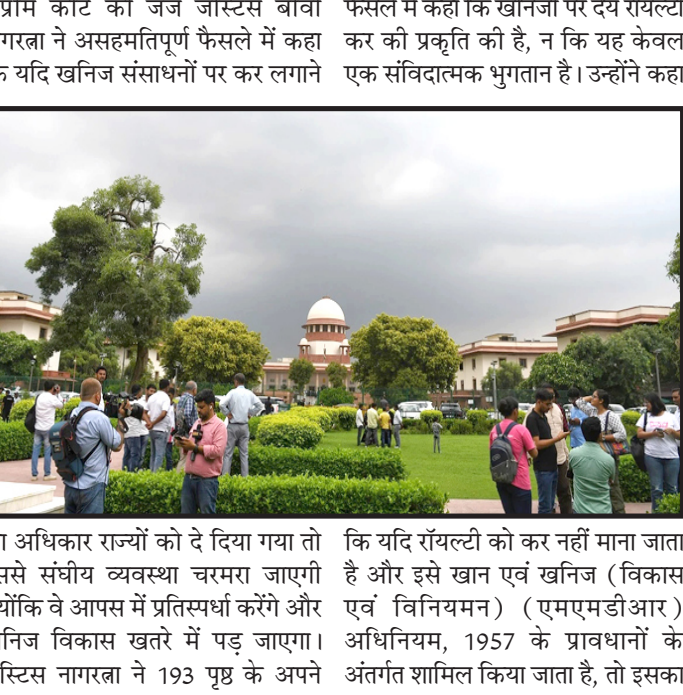 प्रीम कोर्ट की जज जस्टिस बीवी
गरत्ना ने असहमतिपूर्ण फैसले में कहा
यदि खनिज संसाधनों पर कर लगाने
अधिकार राज्यों को दे दिया गया तो
ससे संघीय व्यवस्था चरमरा जाएगी
योंकि वे आपस में प्रतिस्पर्धा करेंगे और
निज विकास खतरे में पड़ जाएगा।
स्टिस नागरत्ना ने 193 पृष्ठ के अपने
फैसले में कहा कि खनिजों पर देय रॉयल्टी
कर की प्रकृति की है, न कि यह केवल
एक संविदात्मक भुगतान है। उन्होंने कहा
कि यदि रॉयल्टी को कर नहीं माना जाता
है और इसे खान एवं खनिज (विकास
एवं विनियमन) (एमएमडीआर)
अधिनियम, 1957 के प्रावधानों के
अंतर्गत शामिल किया जाता है, तो इसका